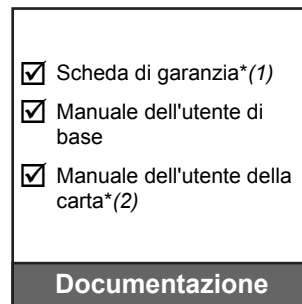 ☑ Scheda di garanzia*(1)
☑ Manuale dell'utente di
base
☑ Manuale dell'utente della
carta*(2)
Documentazione